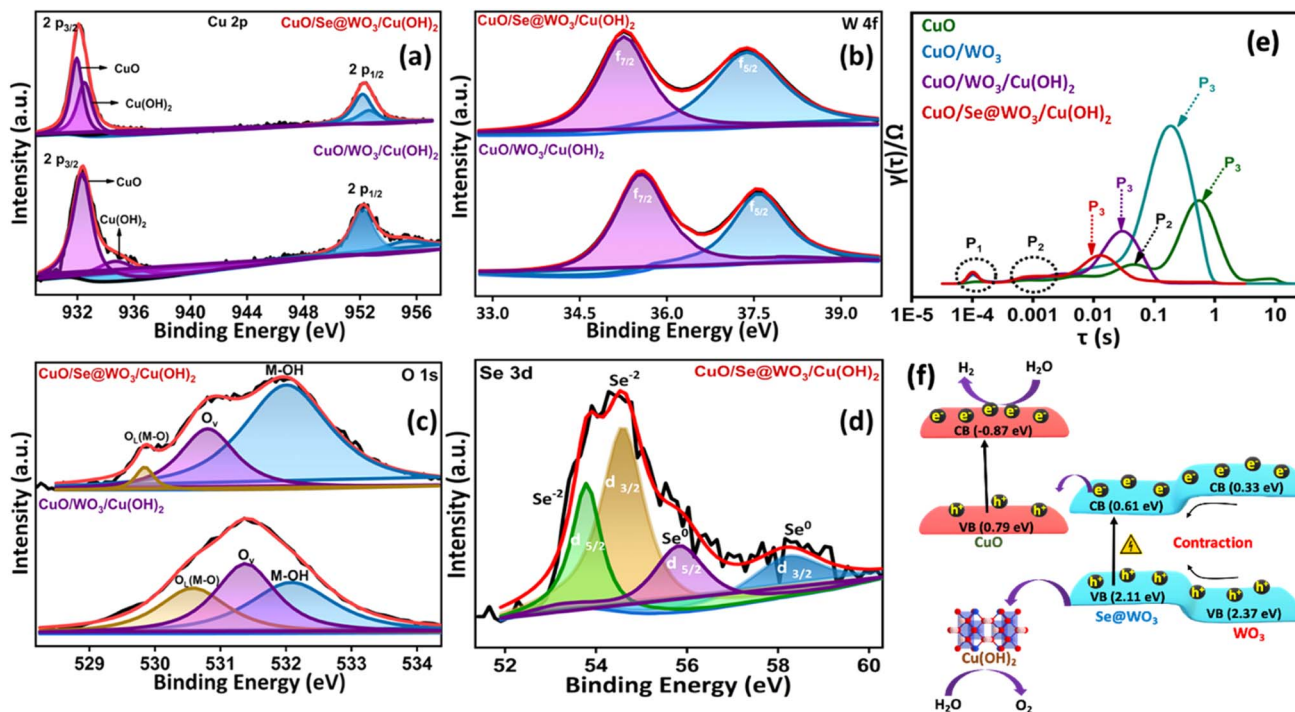 Cu 2p
CuO/Se@WO₃/Cu(OH)₂
(a)
2 p₃/₂
CuO
Cu(OH)₂
2 p₁/₂
CuO/WO₃/Cu(OH)₂
2 p₃/₂
CuO
Cu(OH)₂
2 p₁/₂
Intensity (a.u.)
932 936 940 944 948 952 956
Binding Energy (eV)
CuO/Se@WO₃/Cu(OH)₂
W 4f
(b)
f₇/₂
f₅/₂
CuO/WO₃/Cu(OH)₂
f₇/₂
f₅/₂
Intensity (a.u.)
33.0 34.5 36.0 37.5 39.0
Binding Energy (eV)
CuO
CuO/WO₃
CuO/WO₃/Cu(OH)₂
CuO/Se@WO₃/Cu(OH)₂
(e)
P₃
P₃
P₃
P₃
P₂
P₁
P₂
γ(τ)/Ω
1E-5 1E-4 0.001 0.01 0.1 1 10
τ (s)
CuO/Se@WO₃/Cu(OH)₂
O 1s
(c)
M-OH
Oᵥ
O_L(M-O)
CuO/WO₃/Cu(OH)₂
O_L(M-O)
Oᵥ
M-OH
Intensity (a.u.)
529 530 531 532 533 534
Binding Energy (eV)
Se 3d
CuO/Se@WO₃/Cu(OH)₂
(d)
Se⁻²
Se⁻²
d ₃/₂
d ₅/₂
Se⁰
d ₅/₂
Se⁰
d ₃/₂
Intensity (a.u.)
52 54 56 58 60
Binding Energy (eV)
(f)
H₂ H₂O
e⁻ e⁻ e⁻ e⁻ e⁻
CB (-0.87 eV)
h⁺ h⁺ h⁺
VB (0.79 eV)
CuO
e⁻ e⁻ e⁻ e⁻ e⁻ e⁻ e⁻
CB (0.61 eV)
CB (0.33 eV)
Contraction
h⁺ h⁺ h⁺ h⁺ h⁺ h⁺
VB (2.11 eV)
VB (2.37 eV)
Se@WO₃
WO₃
Cu(OH)₂
H₂O O₂